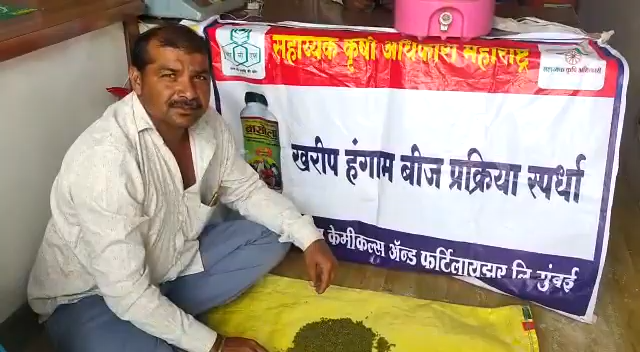 सहाय्यक कृषी अधिकारी महाराष्ट्र
खरीप हंगाम बीज प्रक्रिया स्पर्धा
केमीकल्स ॲन्ड फर्टिलायझर लि मुंबई